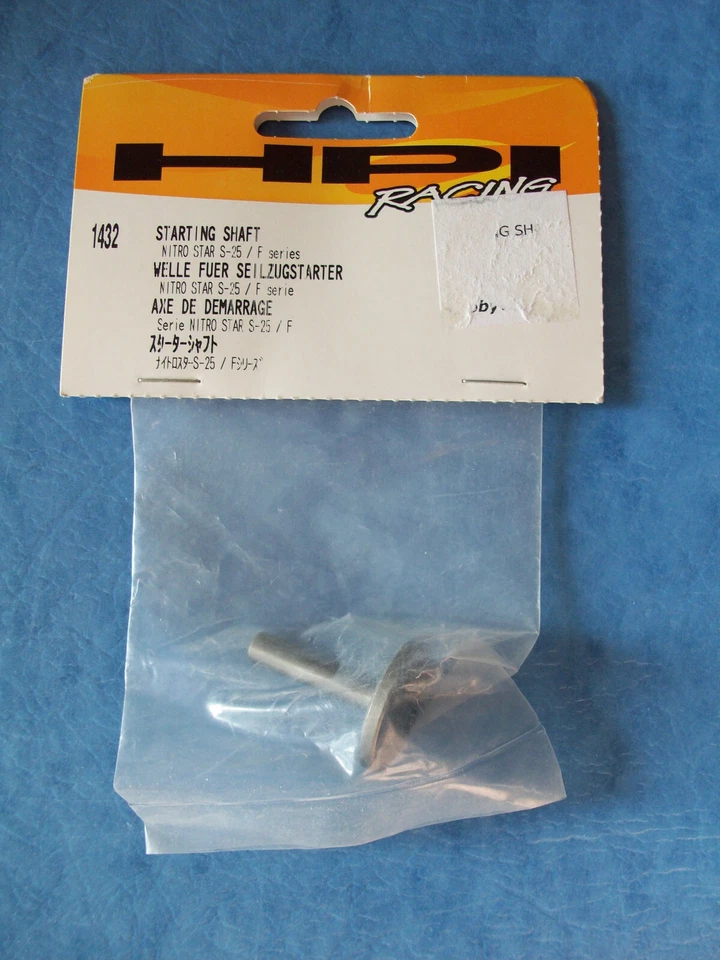 HPI
RACING
1432 STARTING SHAFT
NITRO STAR S-25 / F series
WELLE FUER SEILZUGSTARTER
NITRO STAR S-25 / F serie
AXE DE DEMARRAGE
Serie NITRO STAR S-25 / F
スターターシャフト
ナイトロスターS-25 / Fシリーズ
G SH